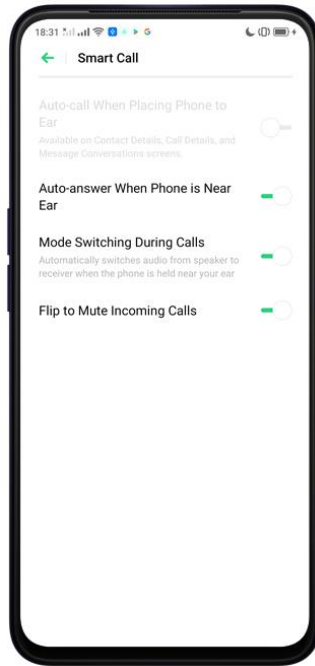 18:31
Smart Call
Auto-call When Placing Phone to
Ear
Available on Contact Details, Call Details, and
Message Conversations screens.
Auto-answer When Phone is Near
Ear
Mode Switching During Calls
Automatically switches audio from speaker to
receiver when the phone is held near your ear
Flip to Mute Incoming Calls